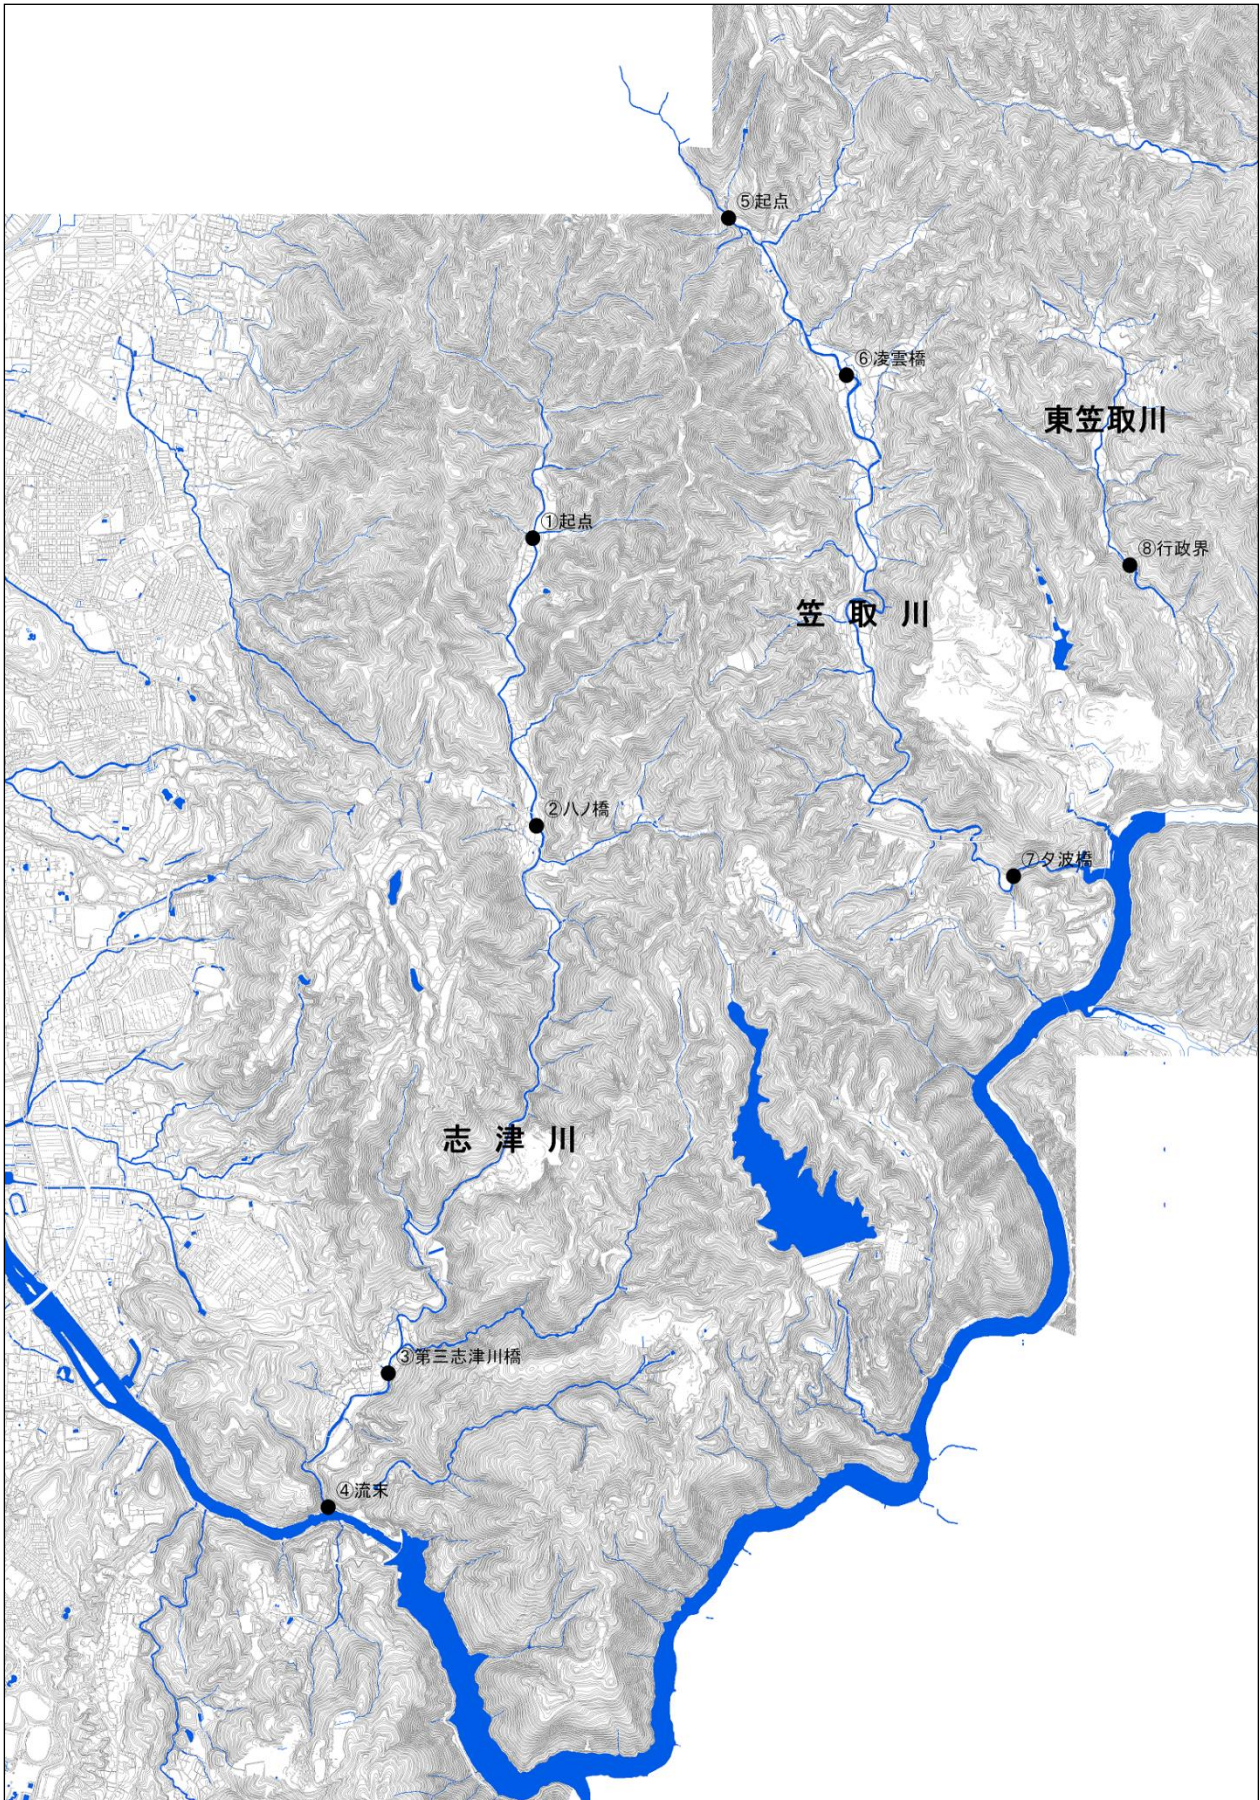 ⑤起点
⑥凌雲橋
東笠取川
①起点
⑧行政界
笠取川
②八ノ橋
⑦夕波橋
志津川
③第三志津川橋
④流末